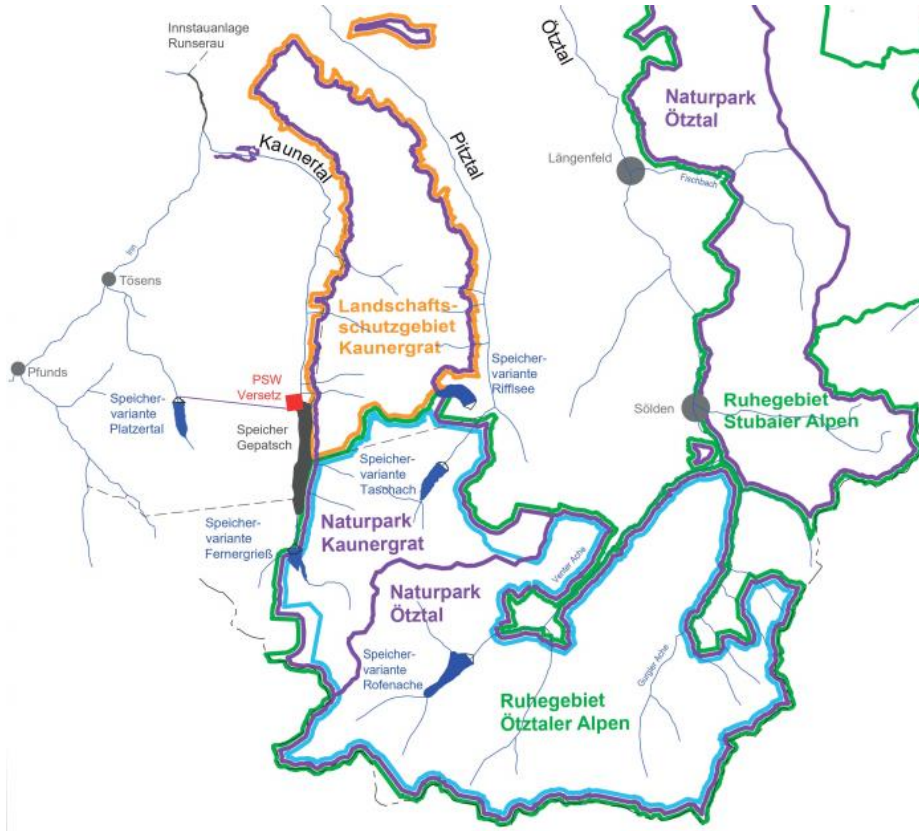 Innstauanlage
Runserau
Kaunertal
Pitztal
Ötztal
Naturpark
Ötztal
Längenfeld
Fischbach
Inn
Tösens
Pfunds
Landschafts-
schutzgebiet
Kaunergrat
PSW
Versetz
Speicher-
variante
Platzertal
Speicher
Gepatsch
Speicher-
variante
Rifflsee
Sölden
Ruhegebiet
Stubaier Alpen
Speicher-
variante
Taschach
Speicher-
variante
Fernergrieß
Naturpark
Kaunergrat
Naturpark
Ötztal
Venter Ache
Speicher-
variante
Rofenache
Gurgler Ache
Ruhegebiet
Ötztaler Alpen